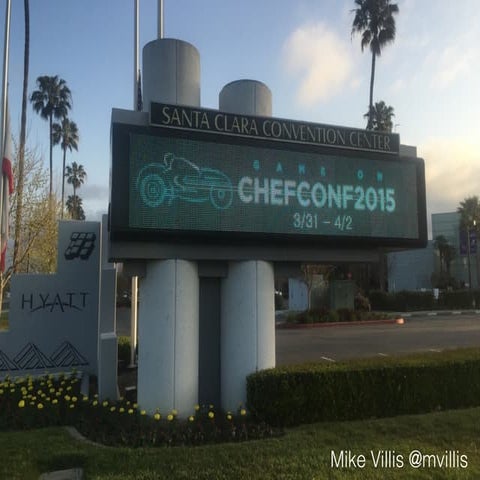 SANTA CLARA CONVENTION CENTER
GAME ON
CHEFCONF2015
3/31 - 4/2
HYATT
Mike Villis @mvillis